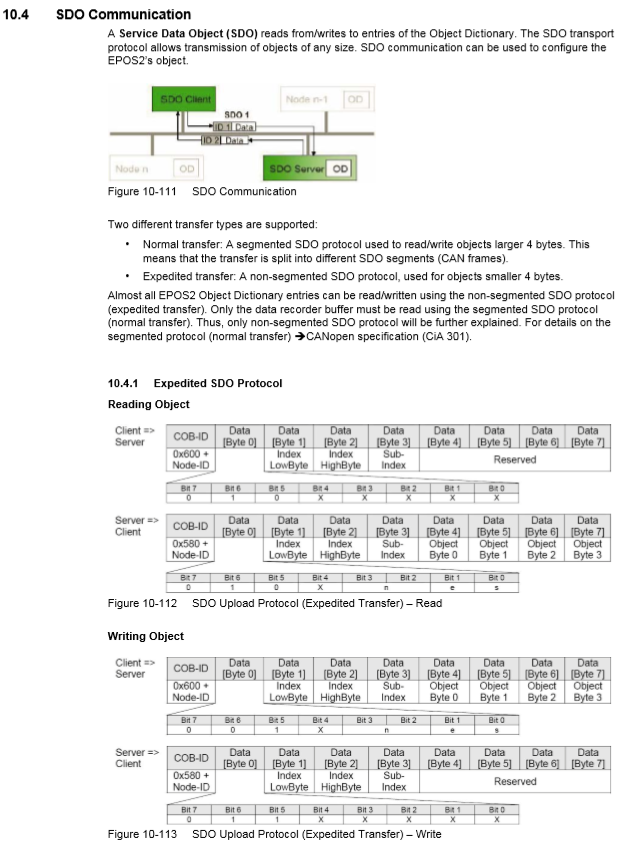 10.4 SDO Communication
A Service Data Object (SDO) reads from/writes to entries of the Object Dictionary. The SDO transport
protocol allows transmission of objects of any size. SDO communication can be used to configure the
EPOS2's object.
SDO Client
Node n-1 OD
SDO 1
ID 1 Data
ID 2 Data
Node n OD
SDO Server OD
Figure 10-111 SDO Communication
Two different transfer types are supported:
• Normal transfer: A segmented SDO protocol used to read/write objects larger 4 bytes. This
means that the transfer is split into different SDO segments (CAN frames).
• Expedited transfer: A non-segmented SDO protocol, used for objects smaller 4 bytes.
Almost all EPOS2 Object Dictionary entries can be read/written using the non-segmented SDO protocol
(expedited transfer). Only the data recorder buffer must be read using the segmented SDO protocol
(normal transfer). Thus, only non-segmented SDO protocol will be further explained. For details on the
segmented protocol (normal transfer) ➔CANopen specification (CiA 301).
10.4.1 Expedited SDO Protocol
Reading Object
Client => COB-ID Data Data Data Data Data Data Data Data
Server [Byte 0] [Byte 1] [Byte 2] [Byte 3] [Byte 4] [Byte 5] [Byte 6] [Byte 7]
0x600 + Index Index Sub- Reserved
Node-ID LowByte HighByte Index
Bit 7 Bit 6 Bit 5 Bit 4 Bit 3 Bit 2 Bit 1 Bit 0
0 1 0 X X X X X
Server => COB-ID Data Data Data Data Data Data Data Data
Client [Byte 0] [Byte 1] [Byte 2] [Byte 3] [Byte 4] [Byte 5] [Byte 6] [Byte 7]
0x580 + Index Index Sub- Object Object Object Object
Node-ID LowByte HighByte Index Byte 0 Byte 1 Byte 2 Byte 3
Bit 7 Bit 6 Bit 5 Bit 4 Bit 3 Bit 2 Bit 1 Bit 0
0 1 0 X n e s
Figure 10-112 SDO Upload Protocol (Expedited Transfer) – Read
Writing Object
Client => COB-ID Data Data Data Data Data Data Data Data
Server [Byte 0] [Byte 1] [Byte 2] [Byte 3] [Byte 4] [Byte 5] [Byte 6] [Byte 7]
0x600 + Index Index Sub- Object Object Object Object
Node-ID LowByte HighByte Index Byte 0 Byte 1 Byte 2 Byte 3
Bit 7 Bit 6 Bit 5 Bit 4 Bit 3 Bit 2 Bit 1 Bit 0
0 0 1 X n e s
Server => COB-ID Data Data Data Data Data Data Data Data
Client [Byte 0] [Byte 1] [Byte 2] [Byte 3] [Byte 4] [Byte 5] [Byte 6] [Byte 7]
0x580 + Index Index Sub- Reserved
Node-ID LowByte HighByte Index
Bit 7 Bit 6 Bit 5 Bit 4 Bit 3 Bit 2 Bit 1 Bit 0
0 1 1 X X X X X
Figure 10-113 SDO Upload Protocol (Expedited Transfer) – Write